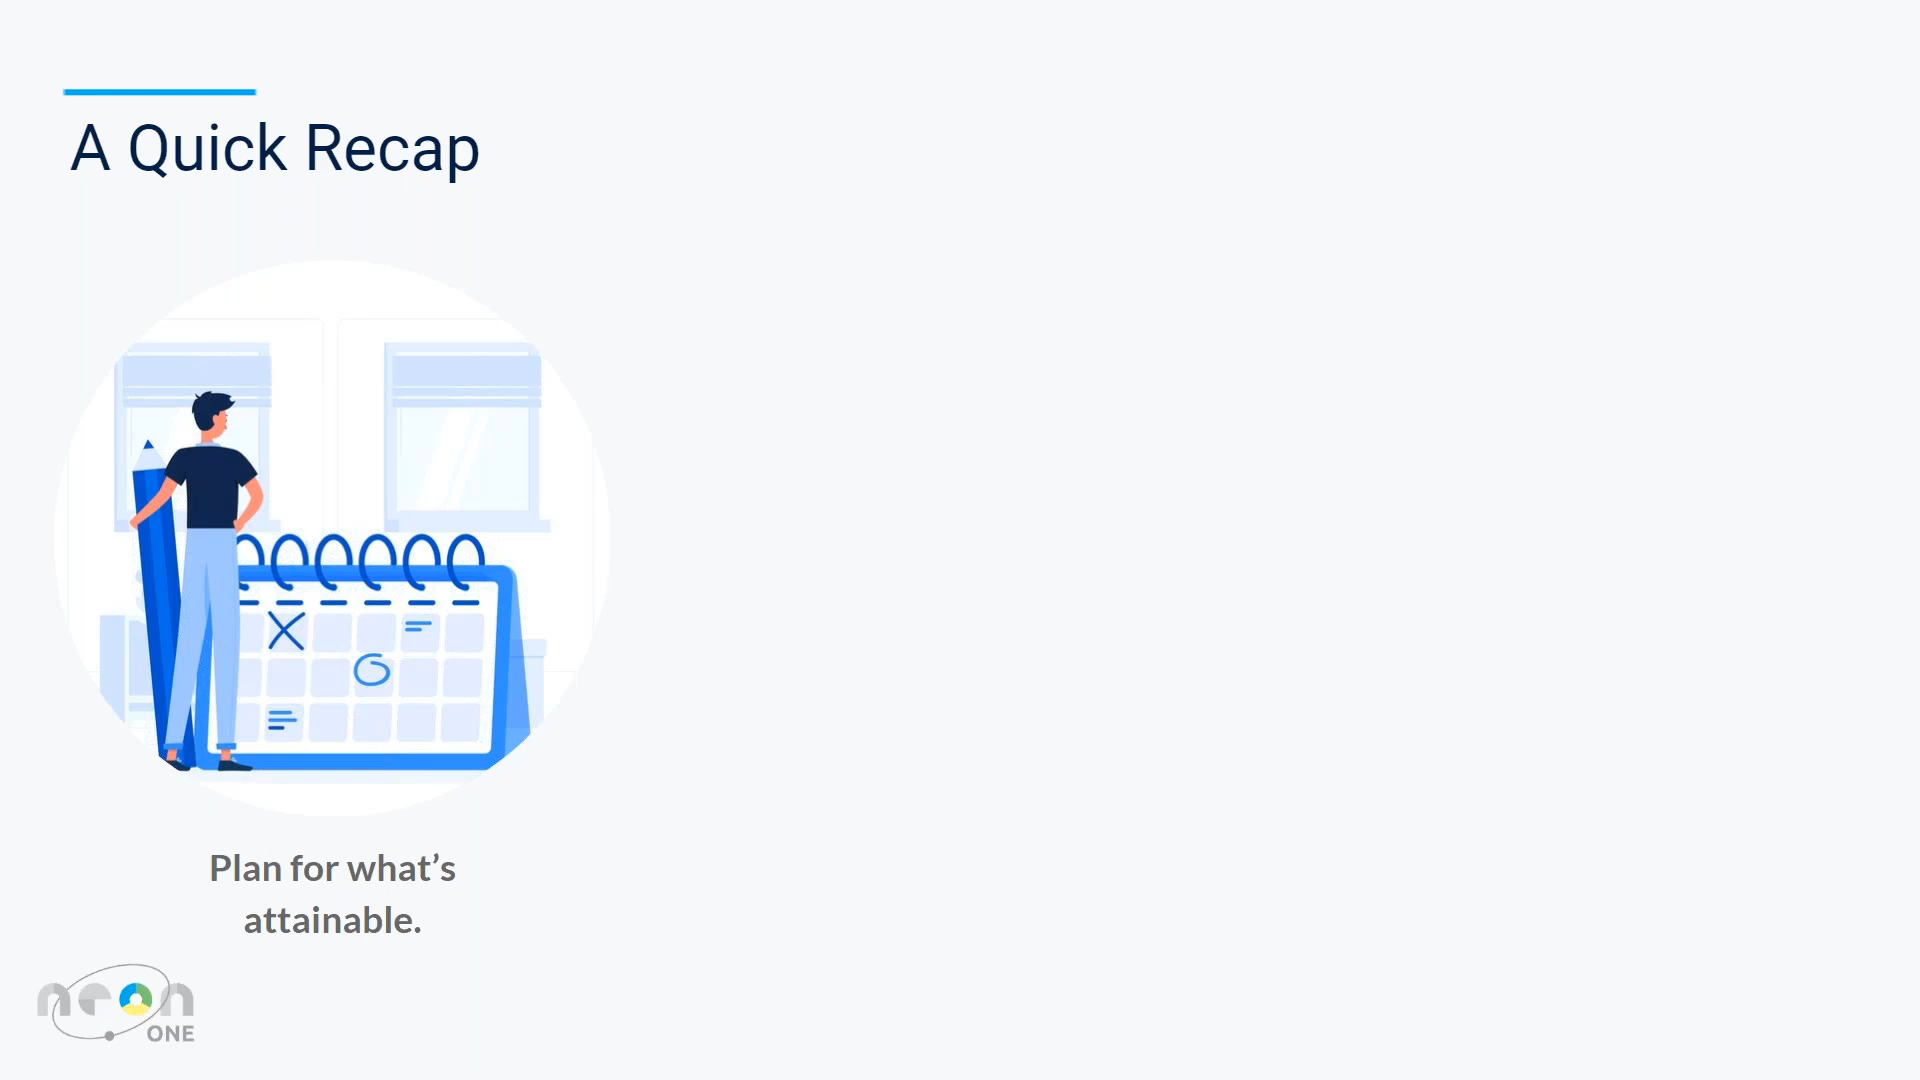 A Quick Recap
Plan for what’s
attainable.
neon
ONE